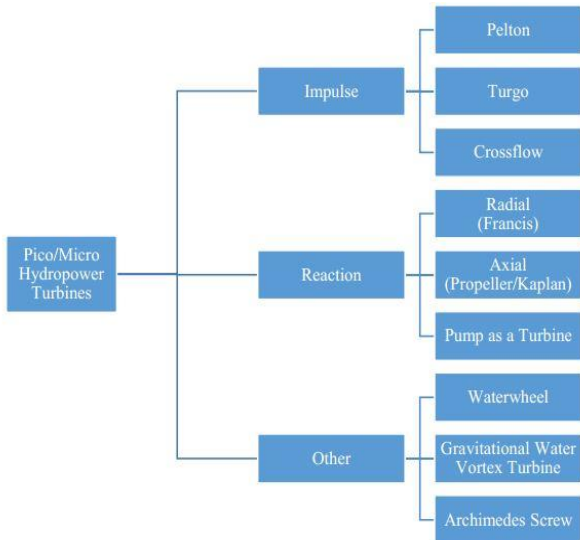 Pico/Micro
Hydropower
Turbines
Impulse
Pelton
Turgo
Crossflow
Reaction
Radial
(Francis)
Axial
(Propeller/Kaplan)
Pump as a Turbine
Other
Waterwheel
Gravitational Water
Vortex Turbine
Archimedes Screw